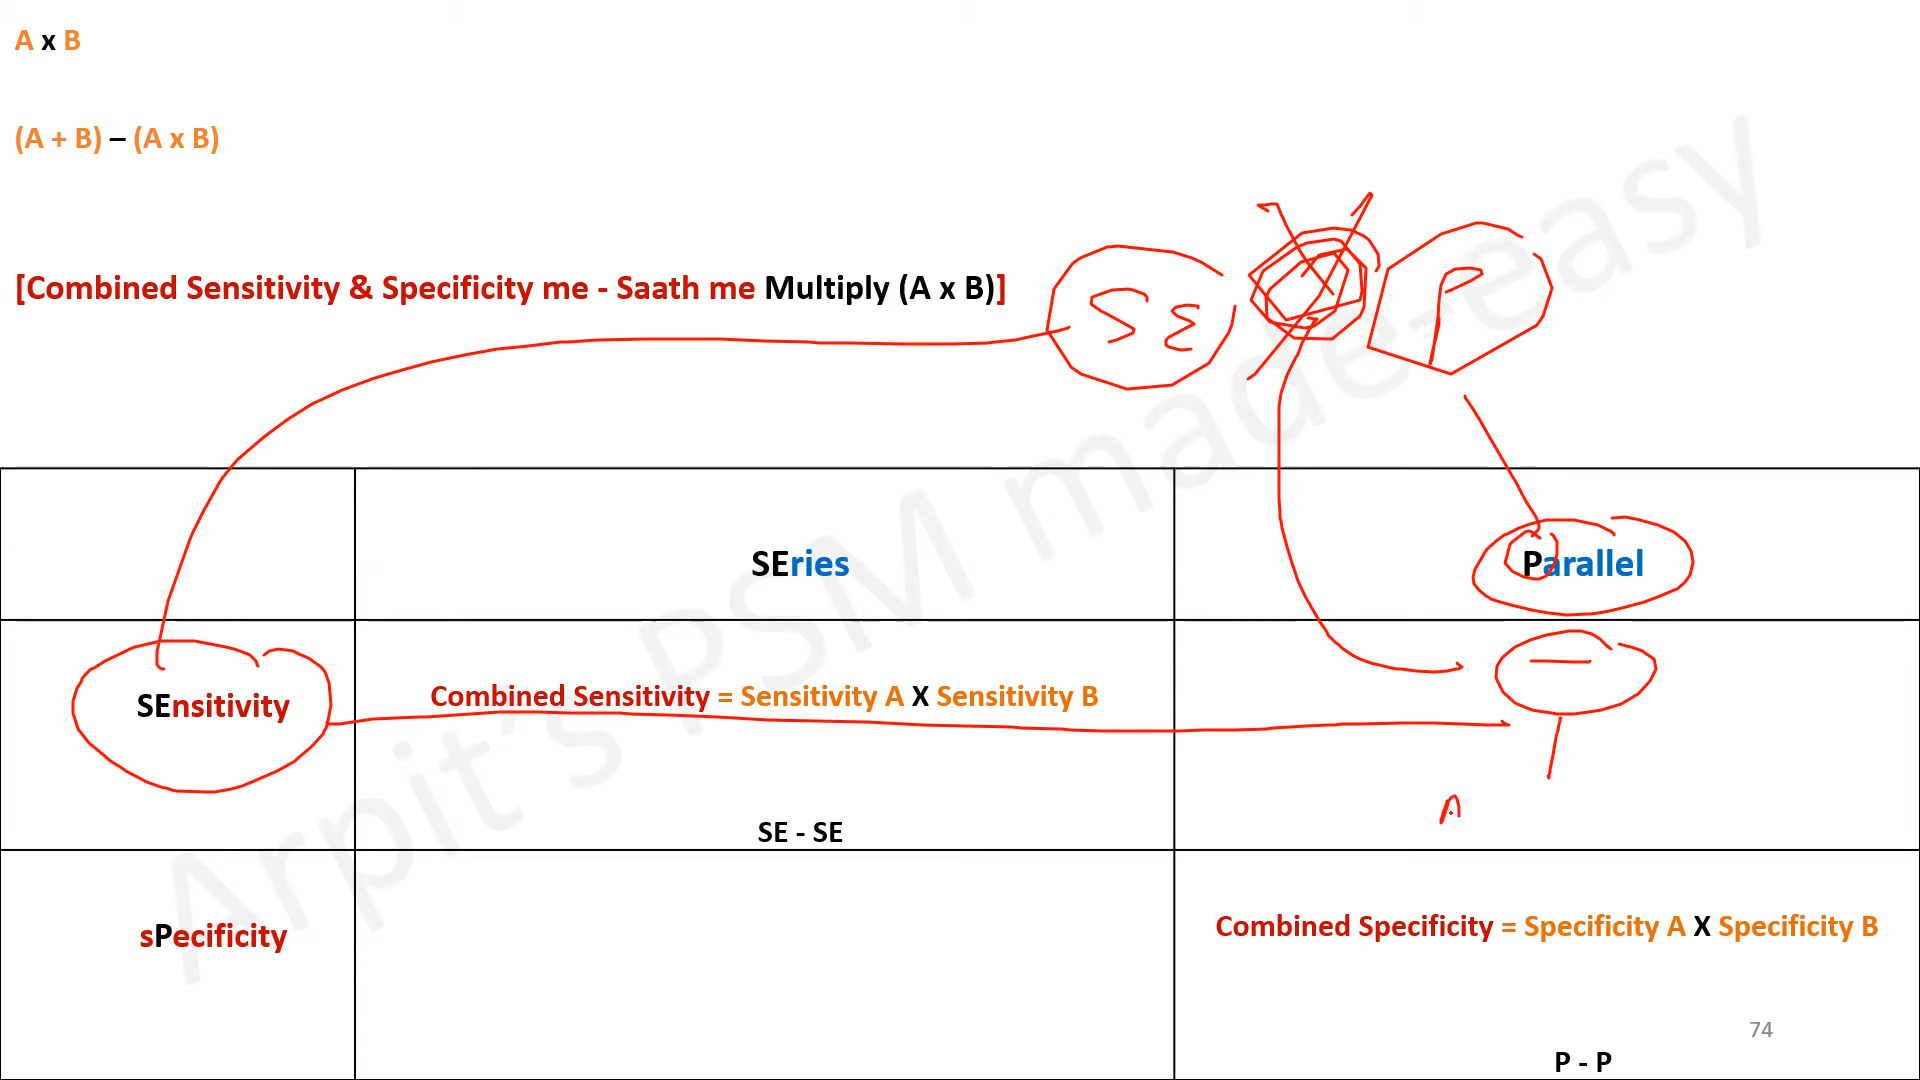 A x B
(A + B) – (A x B)
[Combined Sensitivity & Specificity me - Saath me Multiply (A x B)]
SE
P
SEries
Parallel
SEnsitivity
Combined Sensitivity = Sensitivity A X Sensitivity B
—
A
SE - SE
sPecificity
Combined Specificity = Specificity A X Specificity B
74
P - P
Arpit's PSM made-easy